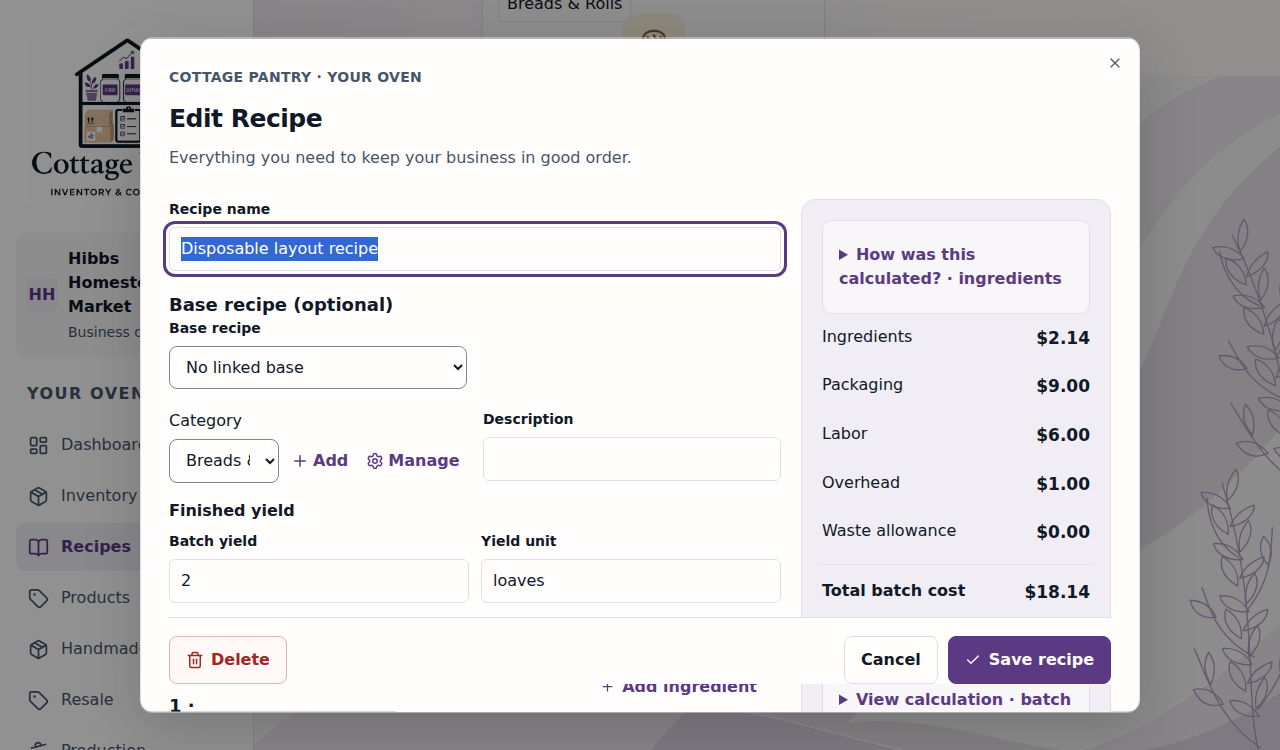 Breads & Rolls
Cottage
INVENTORY & CO
HH
Hibbs
Homest
Market
Business
YOUR OVEN
Dashboar
Inventory
Recipes
Products
Handmad
Resale
Production
COTTAGE PANTRY · YOUR OVEN
Edit Recipe
Everything you need to keep your business in good order.
Recipe name
Disposable layout recipe
Base recipe (optional)
Base recipe
No linked base
Category
Description
Breads &
Add
Manage
Finished yield
Batch yield
Yield unit
2
loaves
How was this
calculated? · ingredients
Ingredients $2.14
Packaging $9.00
Labor $6.00
Overhead $1.00
Waste allowance $0.00
Total batch cost $18.14
Delete
Cancel
Save recipe
+ Add ingredient
1 ·
View calculation · batch